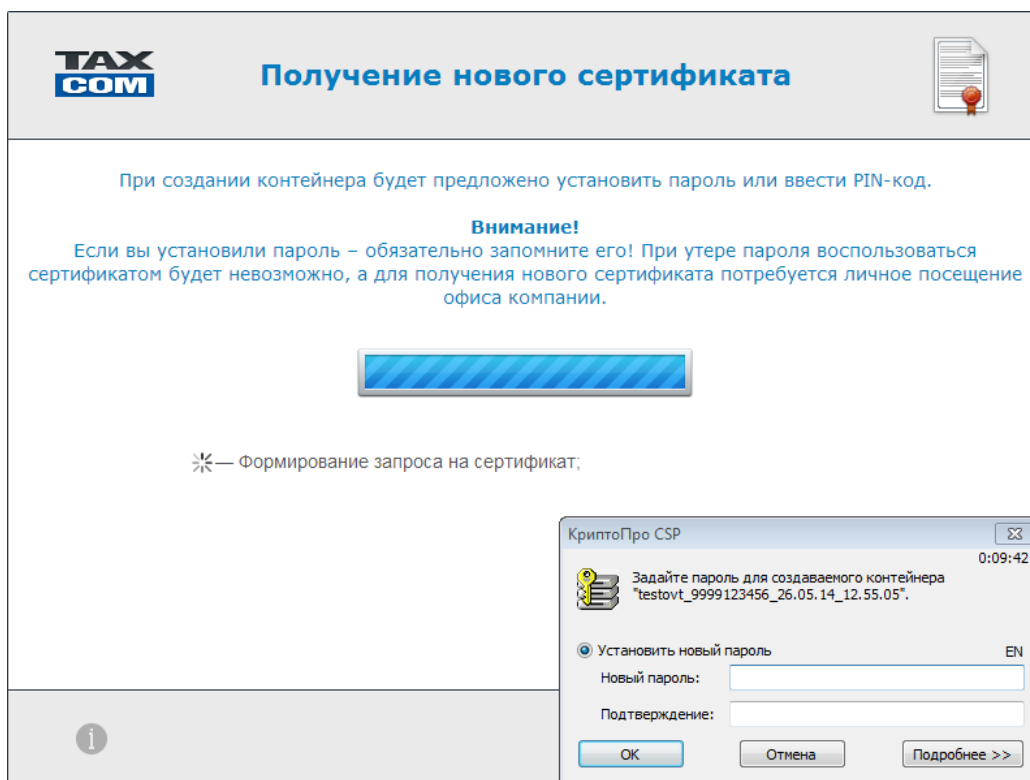 TAX
COM
Получение нового сертификата
При создании контейнера будет предложено установить пароль или ввести PIN-код.
Внимание!
Если вы установили пароль – обязательно запомните его! При утере пароля воспользоваться
сертификатом будет невозможно, а для получения нового сертификата потребуется личное посещение
офиса компании.
— Формирование запроса на сертификат;
КриптоПро CSP
0:09:42
Задайте пароль для создаваемого контейнера
"testovt_9999123456_26.05.14_12.55.05".
Установить новый пароль EN
Новый пароль:
Подтверждение:
ОК Отмена Подробнее >>